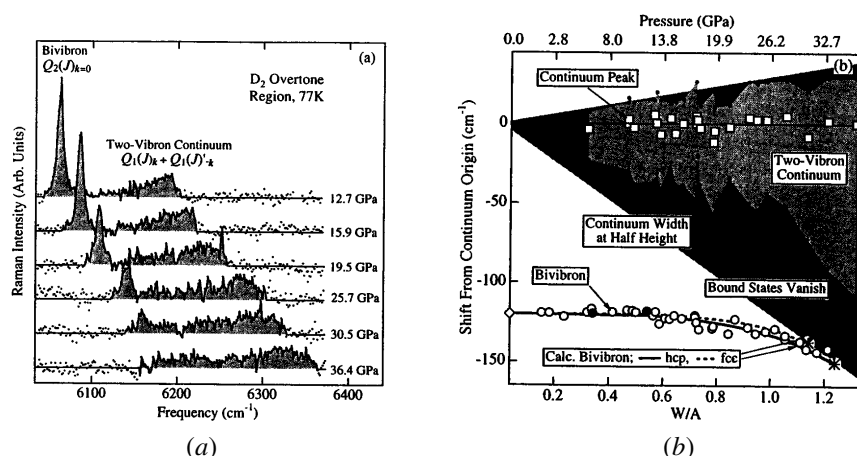 (a)
Bivibron
Q₂(J)ₖ₌₀
D₂ Overtone
Region, 77K
Two-Vibron Continuum
Q₁(J)ₖ + Q₁(J)'₋ₖ
12.7 GPa
15.9 GPa
19.5 GPa
25.7 GPa
30.5 GPa
36.4 GPa
Raman Intensity (Arb. Units)
6100 6200 6300 6400
Frequency (cm⁻¹)
(a)
Pressure (GPa)
0.0 2.8 8.0 13.8 19.9 26.2 32.7
(b)
Continuum Peak
Two-Vibron
Continuum
Continuum Width
at Half Height
Bound States Vanish
Bivibron
Calc. Bivibron; hcp, fcc
Shift From Continuum Origin (cm⁻¹)
0
-50
-100
-150
0.2 0.4 0.6 0.8 1.0 1.2
W/A
(b)